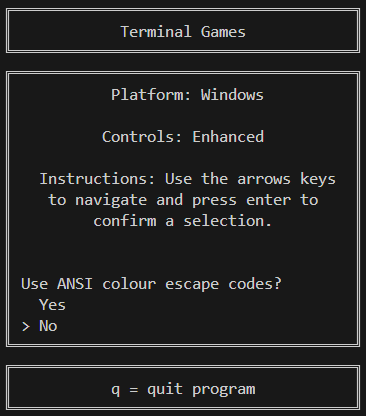 Terminal Games
Platform: Windows
Controls: Enhanced
Instructions: Use the arrows keys
to navigate and press enter to
confirm a selection.
Use ANSI colour escape codes?
Yes
> No
q = quit program